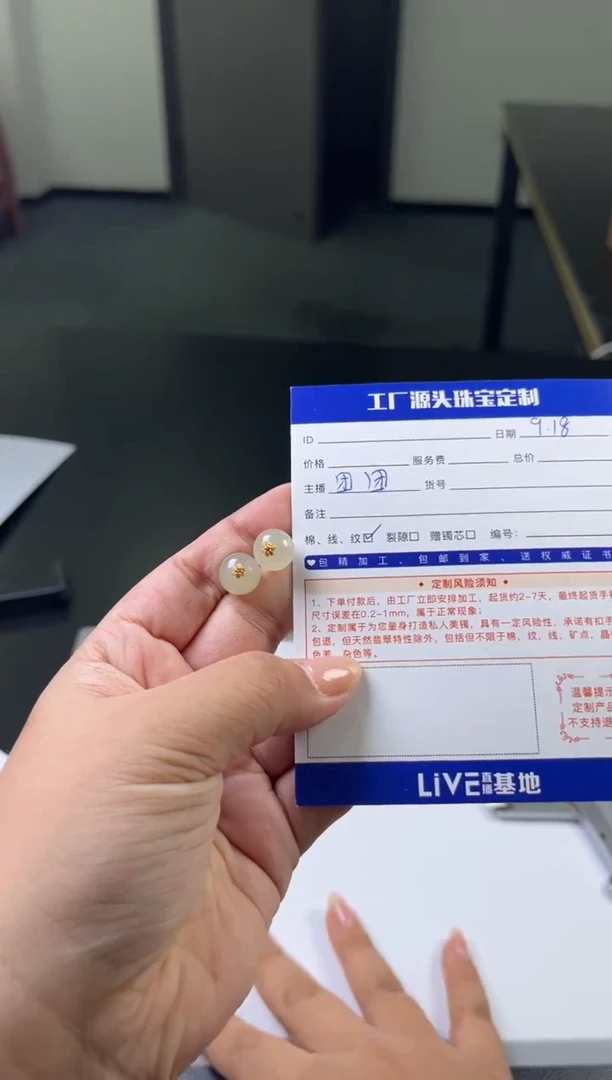 工厂源头珠宝定制
ID 日期 9.18
价格 服务费 总价
主播 团团 货号
备注
棉、线、纹☑ 裂隙☐ 赠镯芯☐ 编号：
包精加工，包邮到家、送权威证书
定制风险须知
1、下单付款后，由工厂立即安排加工，起货约2-7天，最终起货手
尺寸误差在0.2-1mm，属于正常现象；
2、定制属于为您量身打造私人美镯，具有一定风险性，承诺有扣手
包退，但天然翡翠特性除外，包括但不限于棉，纹，线，矿点，晶
色差，杂色等。
温馨提示
定制产品
不支持退
LiVE直播基地